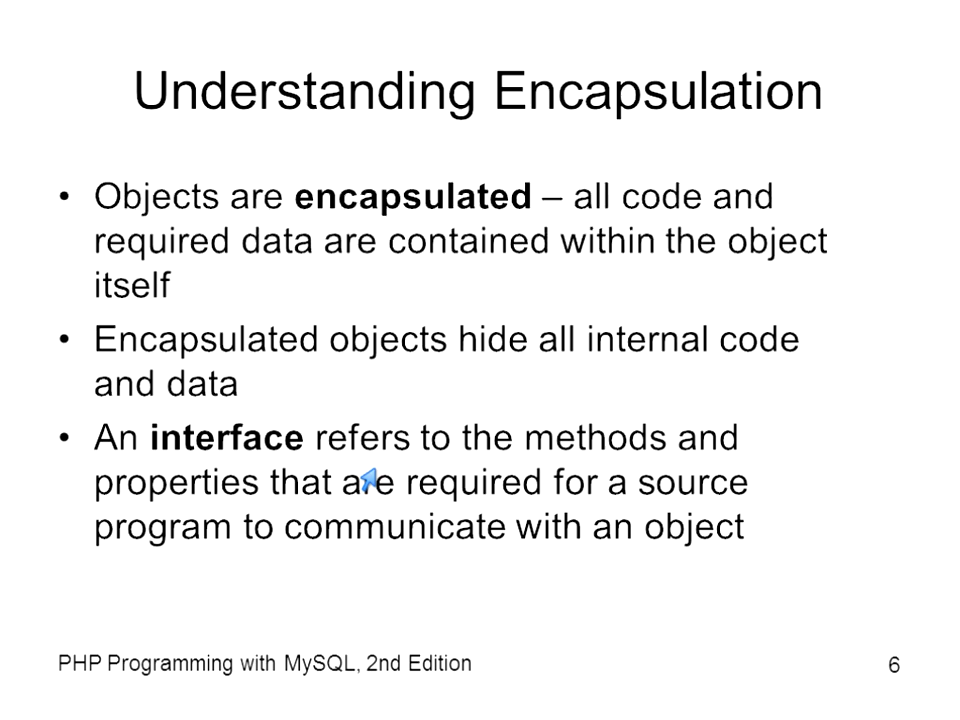 Understanding Encapsulation
• Objects are encapsulated – all code and
required data are contained within the object
itself
• Encapsulated objects hide all internal code
and data
• An interface refers to the methods and
properties that are required for a source
program to communicate with an object
PHP Programming with MySQL, 2nd Edition
6